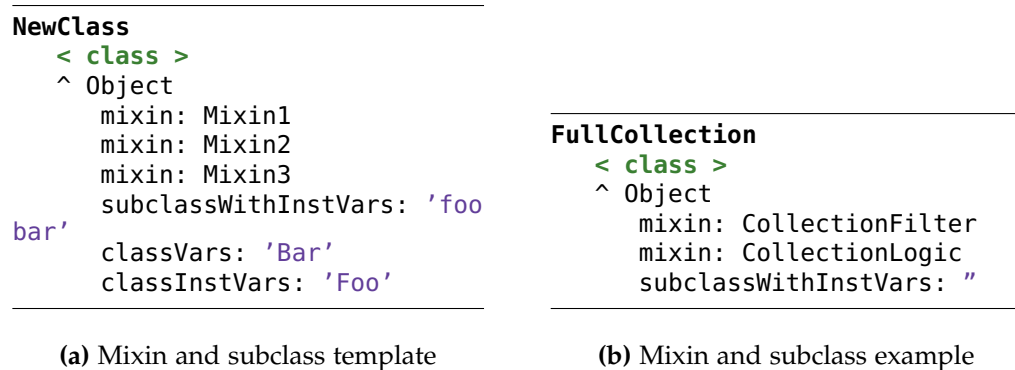 NewClass
< class >
^ Object
mixin: Mixin1
mixin: Mixin2
mixin: Mixin3
subclassWithInstVars: ’foo
bar’
classVars: ’Bar’
classInstVars: ’Foo’
(a) Mixin and subclass template
FullCollection
< class >
^ Object
mixin: CollectionFilter
mixin: CollectionLogic
subclassWithInstVars: ”
(b) Mixin and subclass example